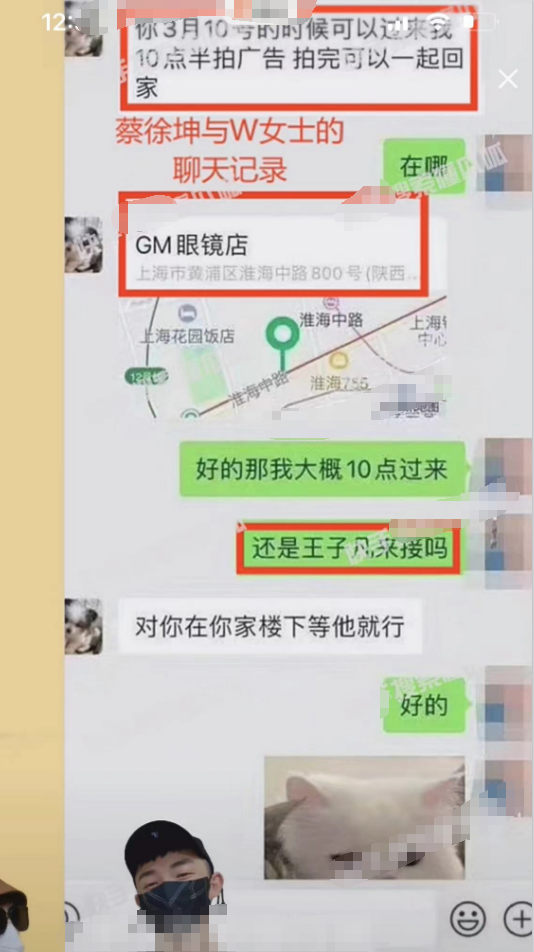 12:
你3月10号的时候可以过来我
10点半拍广告 拍完可以一起回
家
蔡徐坤与W女士的
聊天记录
在哪
GM眼镜店
上海市黄浦区淮海中路800号(陕西...
上海花园饭店
淮海中路
淮海中路
淮海755
中心
好的那我大概10点过来
还是王子凡来接吗
对你在你家楼下等他就行
好的